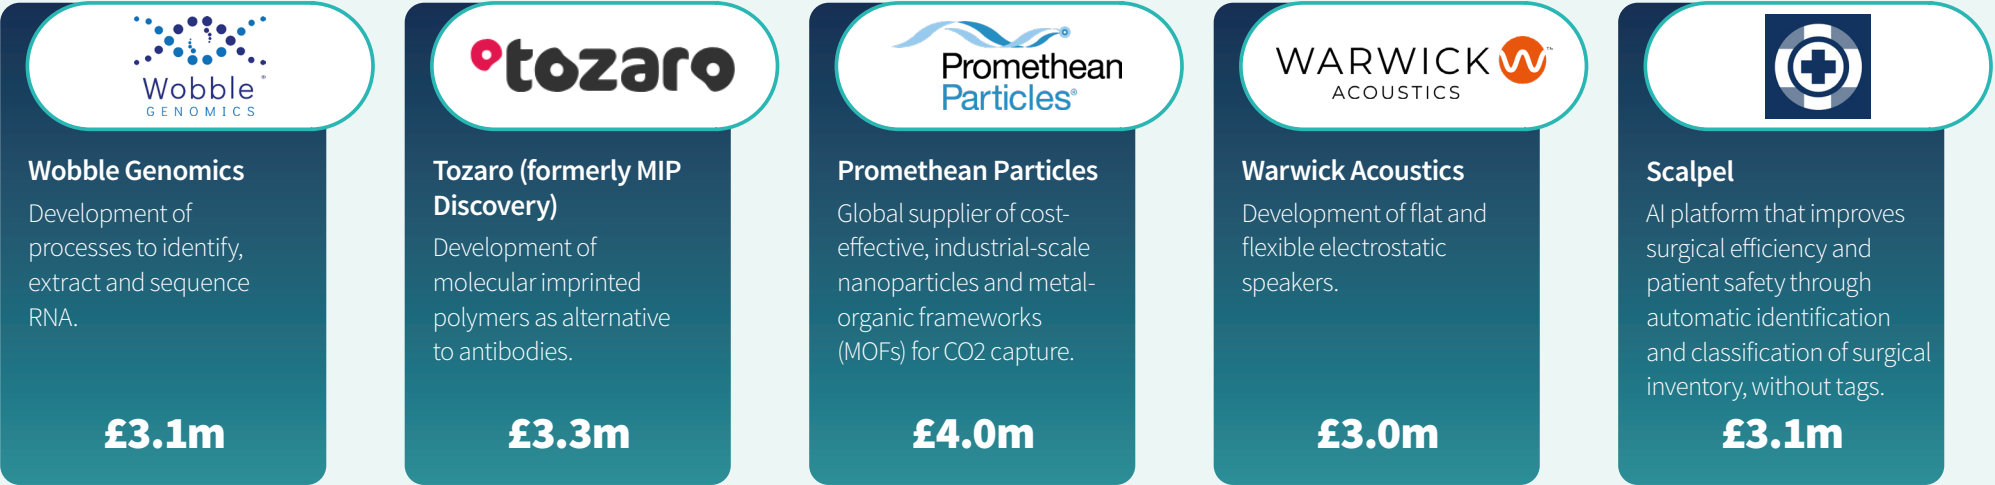 Wobble
GENOMICS
Wobble Genomics
Development of
processes to identify,
extract and sequence
RNA.
£3.1m
tozaro
Tozaro (formerly MIP
Discovery)
Development of
molecular imprinted
polymers as alternative
to antibodies.
£3.3m
Promethean
Particles®
Promethean Particles
Global supplier of cost-
effective, industrial-scale
nanoparticles and metal-
organic frameworks
(MOFs) for CO2 capture.
£4.0m
WARWICK W™
ACOUSTICS
Warwick Acoustics
Development of flat and
flexible electrostatic
speakers.
£3.0m
Scalpel
AI platform that improves
surgical efficiency and
patient safety through
automatic identification
and classification of surgical
inventory, without tags.
£3.1m